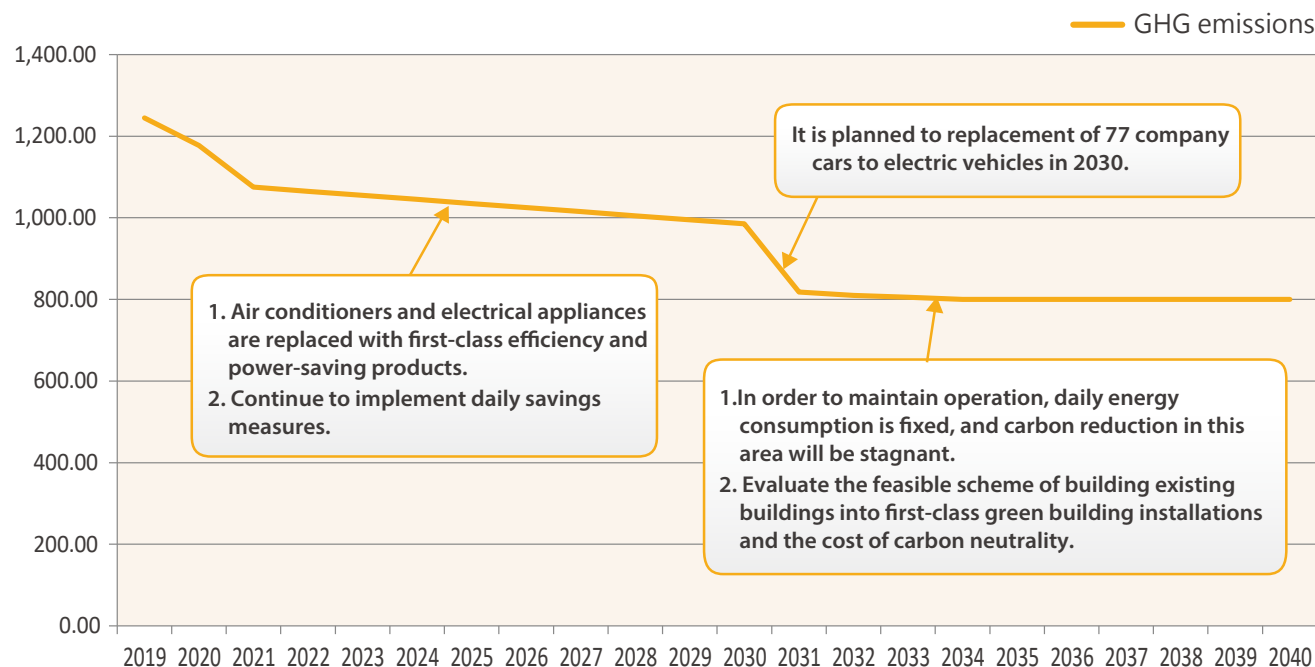 GHG emissions
1,400.00
1,200.00
1,000.00
800.00
600.00
400.00
200.00
0.00
It is planned to replacement of 77 company
cars to electric vehicles in 2030.
1. Air conditioners and electrical appliances
are replaced with first-class efficiency and
power-saving products.
2. Continue to implement daily savings
measures.
1.In order to maintain operation, daily energy
consumption is fixed, and carbon reduction in this
area will be stagnant.
2. Evaluate the feasible scheme of building existing
buildings into first-class green building installations
and the cost of carbon neutrality.
2019 2020 2021 2022 2023 2024 2025 2026 2027 2028 2029 2030 2031 2032 2033 2034 2035 2036 2037 2038 2039 2040